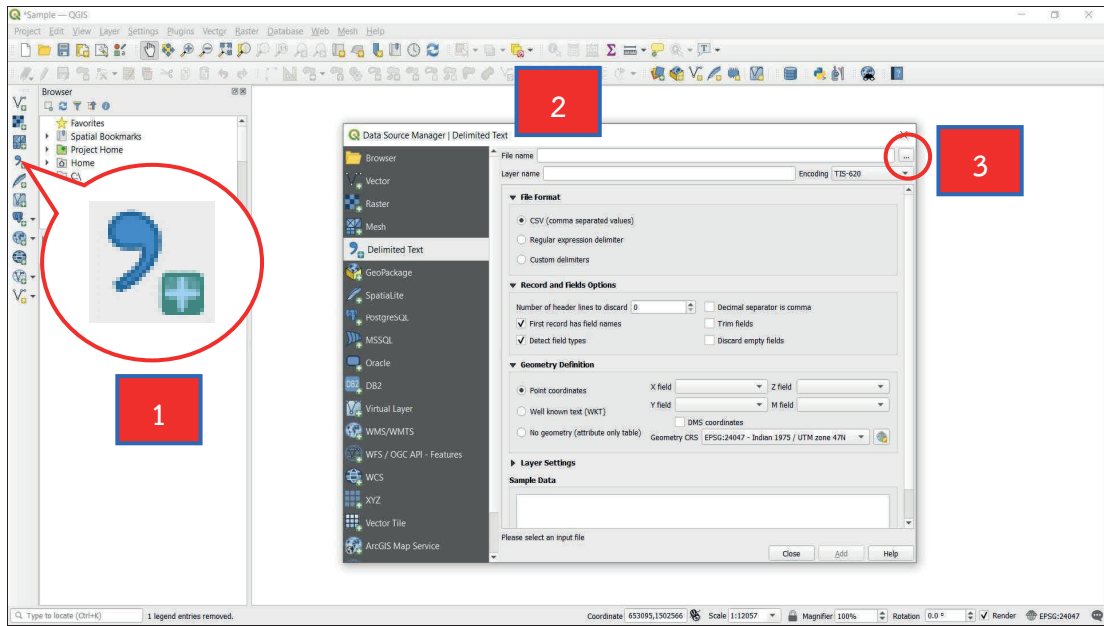 *Sample — QGIS
Project Edit View Layer Settings Plugins Vector Raster Database Web Mesh Help
Browser
Favorites
Spatial Bookmarks
Project Home
Home
C:\
1
2
3
Data Source Manager | Delimited Text
Browser
Vector
Raster
Mesh
Delimited Text
GeoPackage
SpatiaLite
PostgreSQL
MSSQL
Oracle
DB2
Virtual Layer
WMS/WMTS
WFS / OGC API - Features
WCS
XYZ
Vector Tile
ArcGIS Map Service
File name
...
Layer name
Encoding TIS-620
File Format
CSV (comma separated values)
Regular expression delimiter
Custom delimiters
Record and Fields Options
Number of header lines to discard 0
Decimal separator is comma
First record has field names
Trim fields
Detect field types
Discard empty fields
Geometry Definition
Point coordinates
X field
Z field
Well known text (WKT)
Y field
M field
DMS coordinates
No geometry (attribute only table)
Geometry CRS EPSG:24047 - Indian 1975 / UTM zone 47N
Layer Settings
Sample Data
Please select an input file
Close Add Help
Type to locate (Ctrl+K) 1 legend entries removed. Coordinate 653095,1502566 Scale 1:12057 Magnifier 100% Rotation 0.0 ° Render EPSG:24047